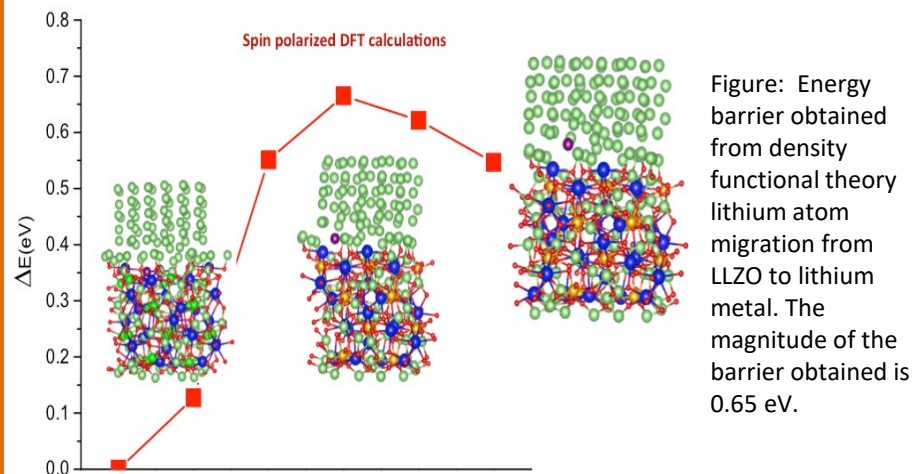 0.8
Spin polarized DFT calculations
0.7
0.6
0.5
0.4
0.3
0.2
0.1
0.0
ΔE(eV)
Figure: Energy
barrier obtained
from density
functional theory
lithium atom
migration from
LLZO to lithium
metal. The
magnitude of the
barrier obtained is
0.65 eV.